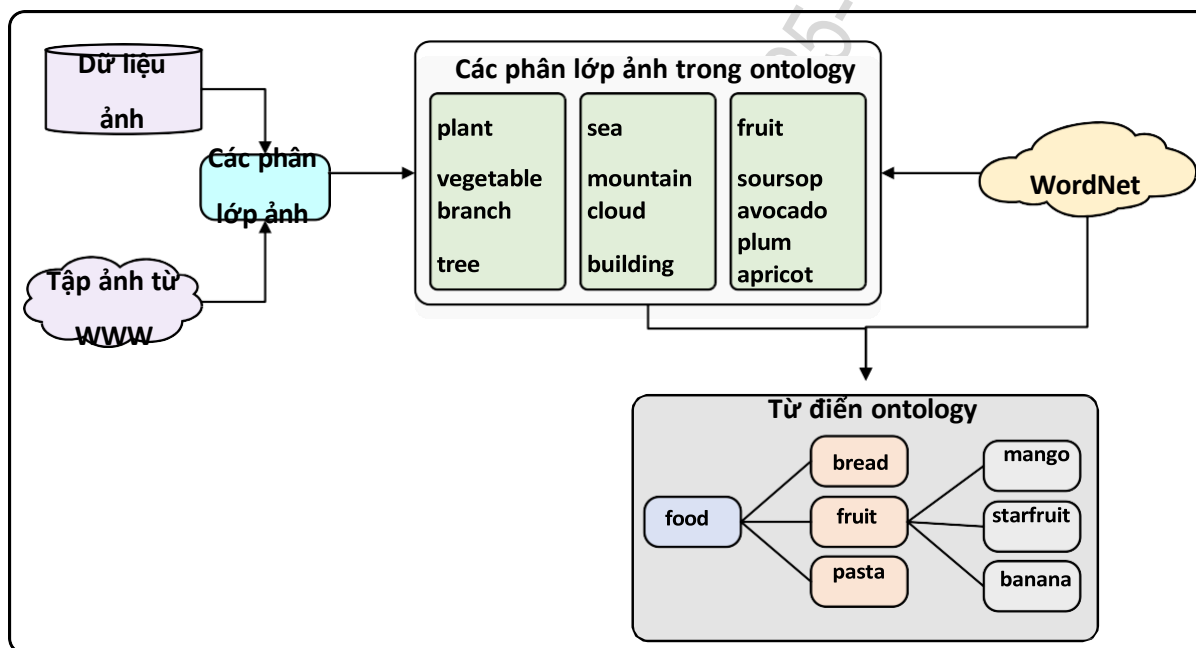 Dữ liệu
ảnh
Các phân
lớp ảnh
Tập ảnh từ
WWW
Các phân lớp ảnh trong ontology
plant
vegetable
branch
tree
sea
mountain
cloud
building
fruit
soursop
avocado
plum
apricot
WordNet
Từ điển ontology
food
bread
fruit
pasta
mango
starfruit
banana